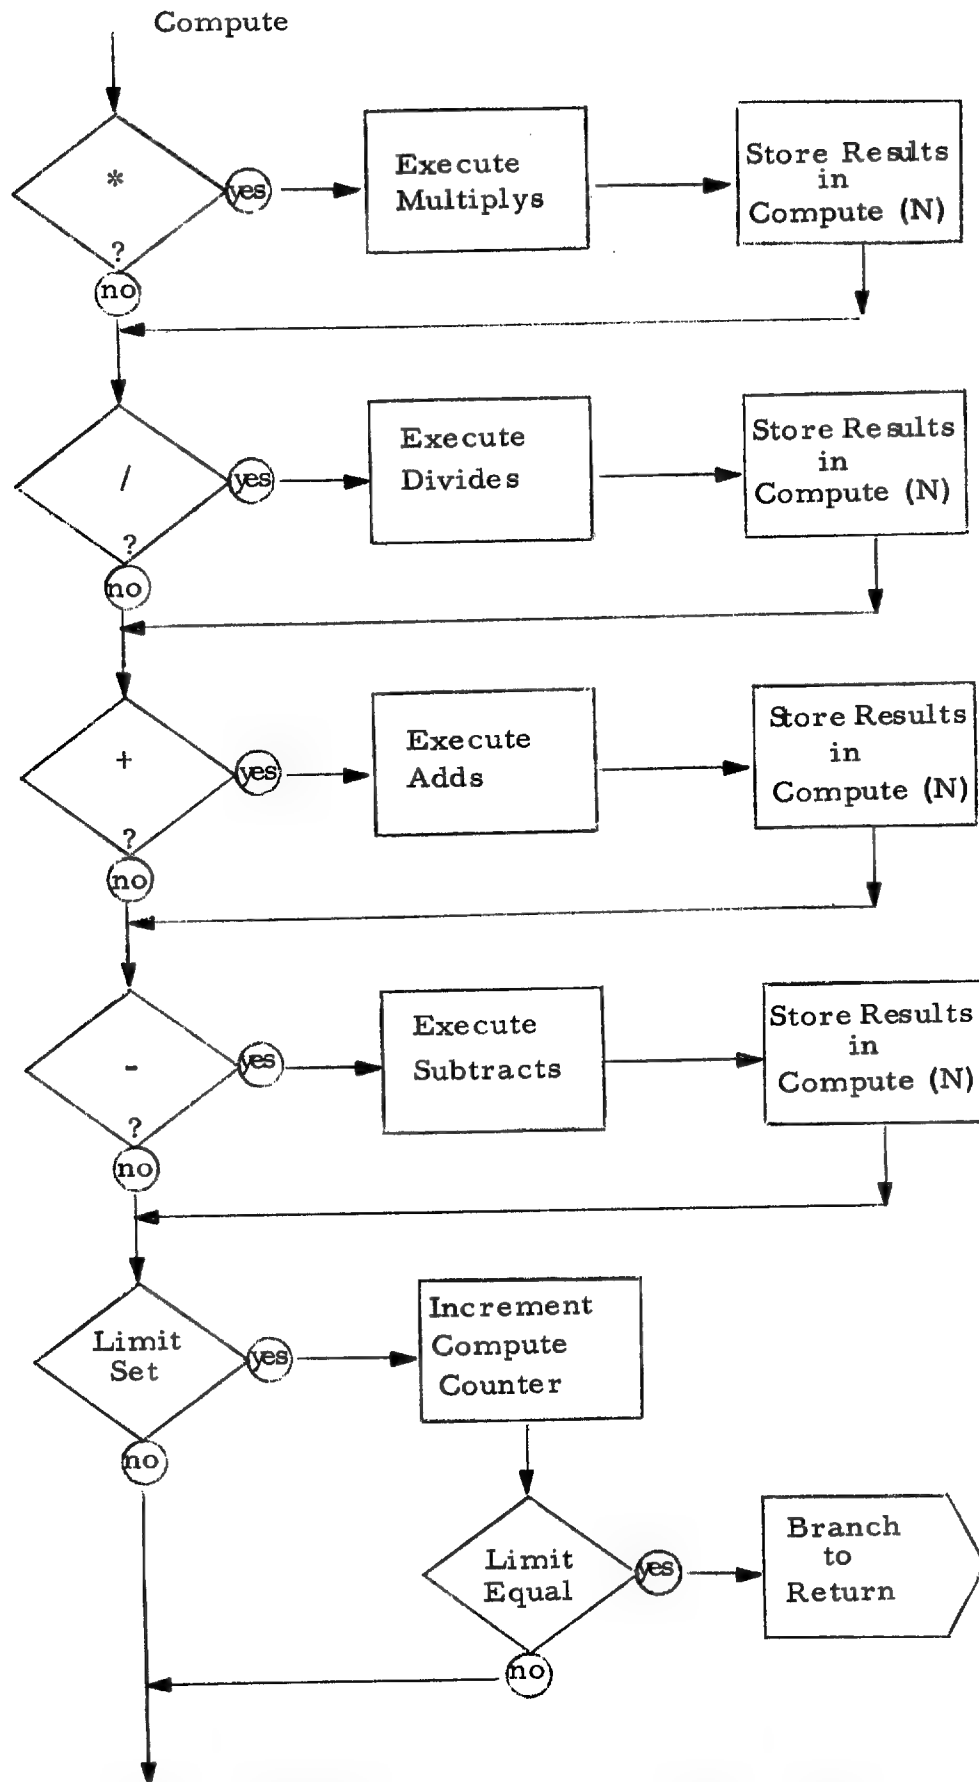 Compute
*
?
yes
no
Execute
Multiplys
Store Results
in
Compute (N)
/
?
yes
no
Execute
Divides
Store Results
in
Compute (N)
+
?
yes
no
Execute
Adds
Store Results
in
Compute (N)
-
?
yes
no
Execute
Subtracts
Store Results
in
Compute (N)
Limit
Set
yes
no
Increment
Compute
Counter
Limit
Equal
yes
no
Branch
to
Return